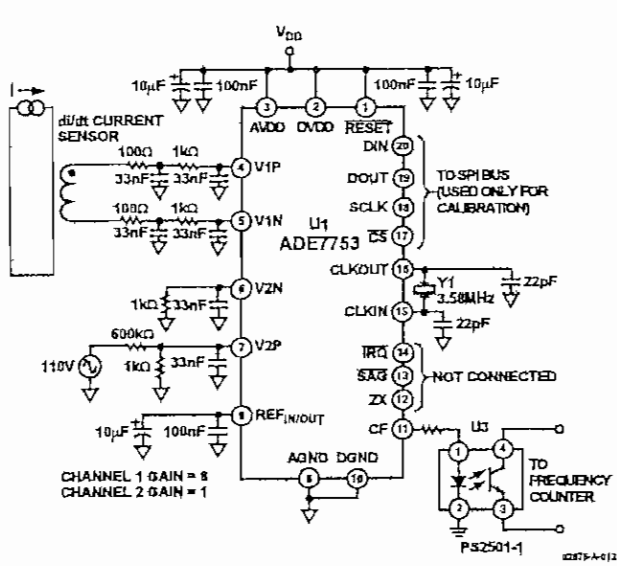 VDD
I
10µF
100nF
100nF
10µF
di/dt CURRENT
SENSOR
3
2
1
AVDD
DVDD
RESET
DIN
20
DOUT
19
SCLK
18
CS
17
TO SPI BUS
(USED ONLY FOR
CALIBRATION)
100Ω
1kΩ
4
V1P
33nF
33nF
100Ω
1kΩ
5
V1N
33nF
33nF
U1
ADE7753
CLKOUT
16
Y1
3.58MHz
22pF
CLKIN
15
22pF
6
V2N
1kΩ
33nF
600kΩ
7
V2P
110V
1kΩ
33nF
IRQ
14
SAG
13
ZX
12
NOT CONNECTED
REFIN/OUT
10µF
100nF
CF
11
U3
AGND
DGND
10
1
4
2
3
TO
FREQUENCY
COUNTER
PS2501-1
CHANNEL 1 GAIN = 8
CHANNEL 2 GAIN = 1